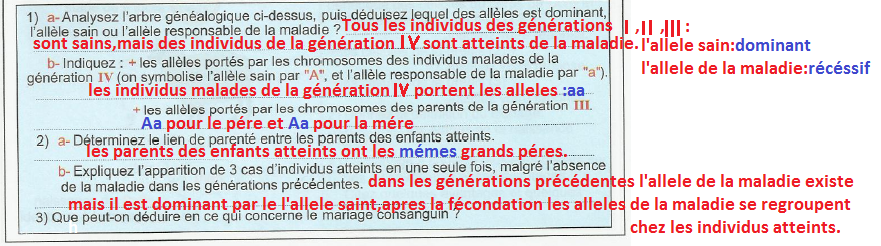 1) a- Analysez l'arbre généalogique ci-dessus, puis déduisez lequel des allèles est dominant,
l'allèle sain ou l'allèle responsable de la maladie ? Tous les individus des générations I ,II ,III :
sont sains,mais des individus de la génération IV sont atteints de la maladie. l'allele sain:dominant
l'allele de la maladie:récéssif
b- Indiquez : + les allèles portés par les chromosomes des individus malades de la
génération IV (on symbolise l'allèle sain par "A", et l'allèle responsable de la maladie par "a").
les individus malades de la génération IV portent les alleles :aa
+ les allèles portés par les chromosomes des parents de la génération III.
Aa pour le pére et Aa pour la mére
2) a- Déterminez le lien de parenté entre les parents des enfants atteints.
les parents des enfants atteints ont les mémes grands péres.
b- Expliquez l'apparition de 3 cas d'individus atteints en une seule fois, malgré l'absence
de la maladie dans les générations précédentes. dans les générations précédentes l'allele de la maladie existe
mais il est dominant par le l'allele saint,apres la fécondation les alleles de la maladie se regroupent
3) Que peut-on déduire en ce qui concerne le mariage consanguin ? chez les individus atteints.